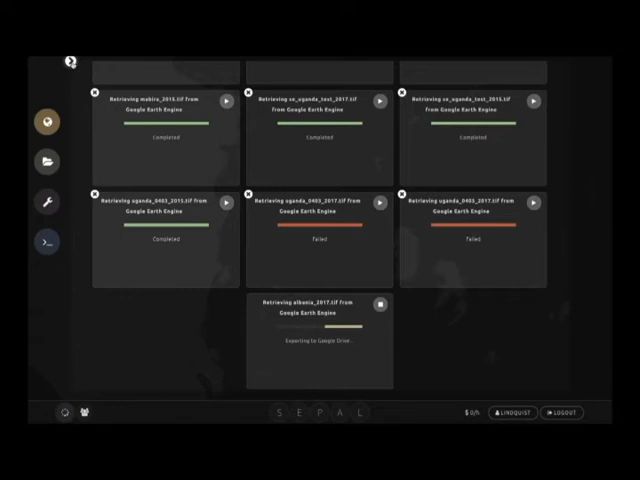 Retrieving mabira_2015.tif from
Google Earth Engine
Completed
Retrieving se_uganda_test_2017.tif
from Google Earth Engine
Completed
Retrieving se_uganda_test_2015.tif
from Google Earth Engine
Completed
Retrieving uganda_0403_2015.tif from
Google Earth Engine
Completed
Retrieving uganda_0403_2017.tif from
Google Earth Engine
Failed
Retrieving uganda_0403_2017.tif from
Google Earth Engine
Failed
Retrieving albania_2017.tif from
Google Earth Engine
Exporting to Google Drive...
>_
S E P A L
$ 0/h
LINDQUIST
LOGOUT